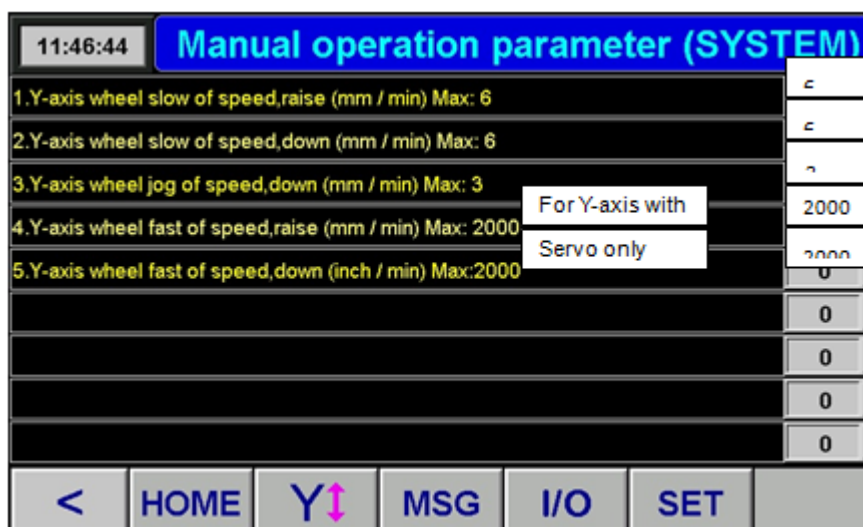 11:46:44
Manual operation parameter (SYSTEM)
1.Y-axis wheel slow of speed,raise (mm / min) Max: 6
2.Y-axis wheel slow of speed,down (mm / min) Max: 6
3.Y-axis wheel jog of speed,down (mm / min) Max: 3
For Y-axis with
4.Y-axis wheel fast of speed,raise (mm / min) Max: 2000
2000
Servo only
5.Y-axis wheel fast of speed,down (inch / min) Max:2000
2000
0
0
0
0
0
< HOME Y MSG I/O SET